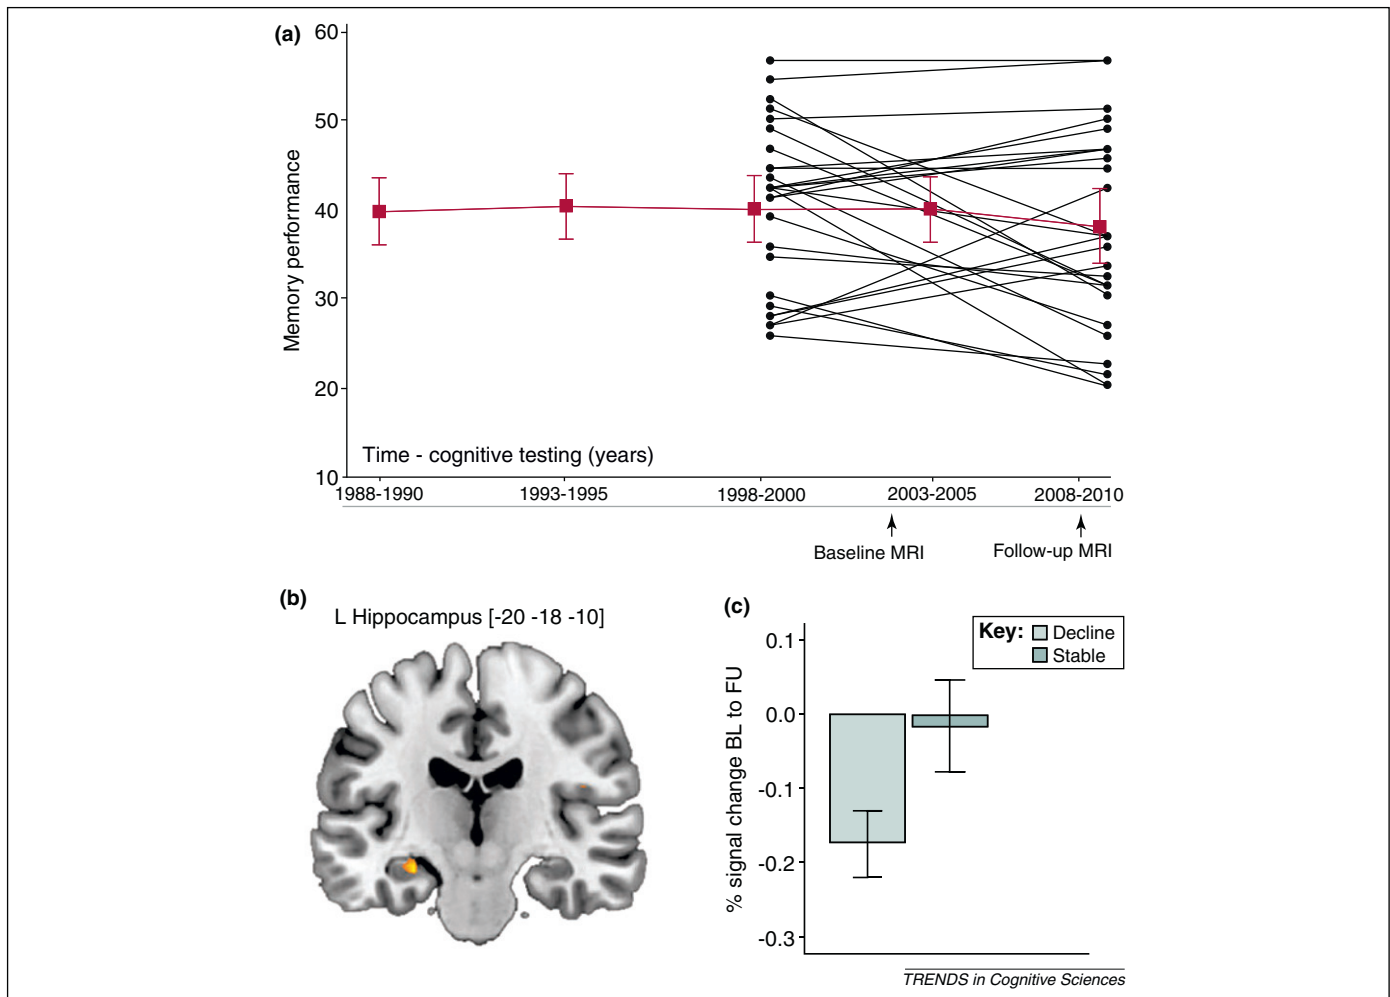 (a)
60
50
40
30
20
10
Memory performance
Time - cognitive testing (years)
1988-1990 1993-1995 1998-2000 2003-2005 2008-2010
Baseline MRI Follow-up MRI
(b)
L Hippocampus [-20 -18 -10]
(c)
Key: Decline
Stable
0.1
0.0
-0.1
-0.2
-0.3
% signal change BL to FU
TRENDS in Cognitive Sciences